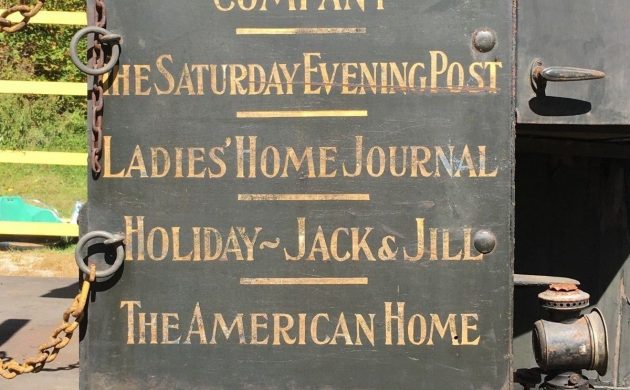 COMPANY
THE SATURDAY EVENING POST
LADIES' HOME JOURNAL
HOLIDAY~JACK & JILL
THE AMERICAN HOME